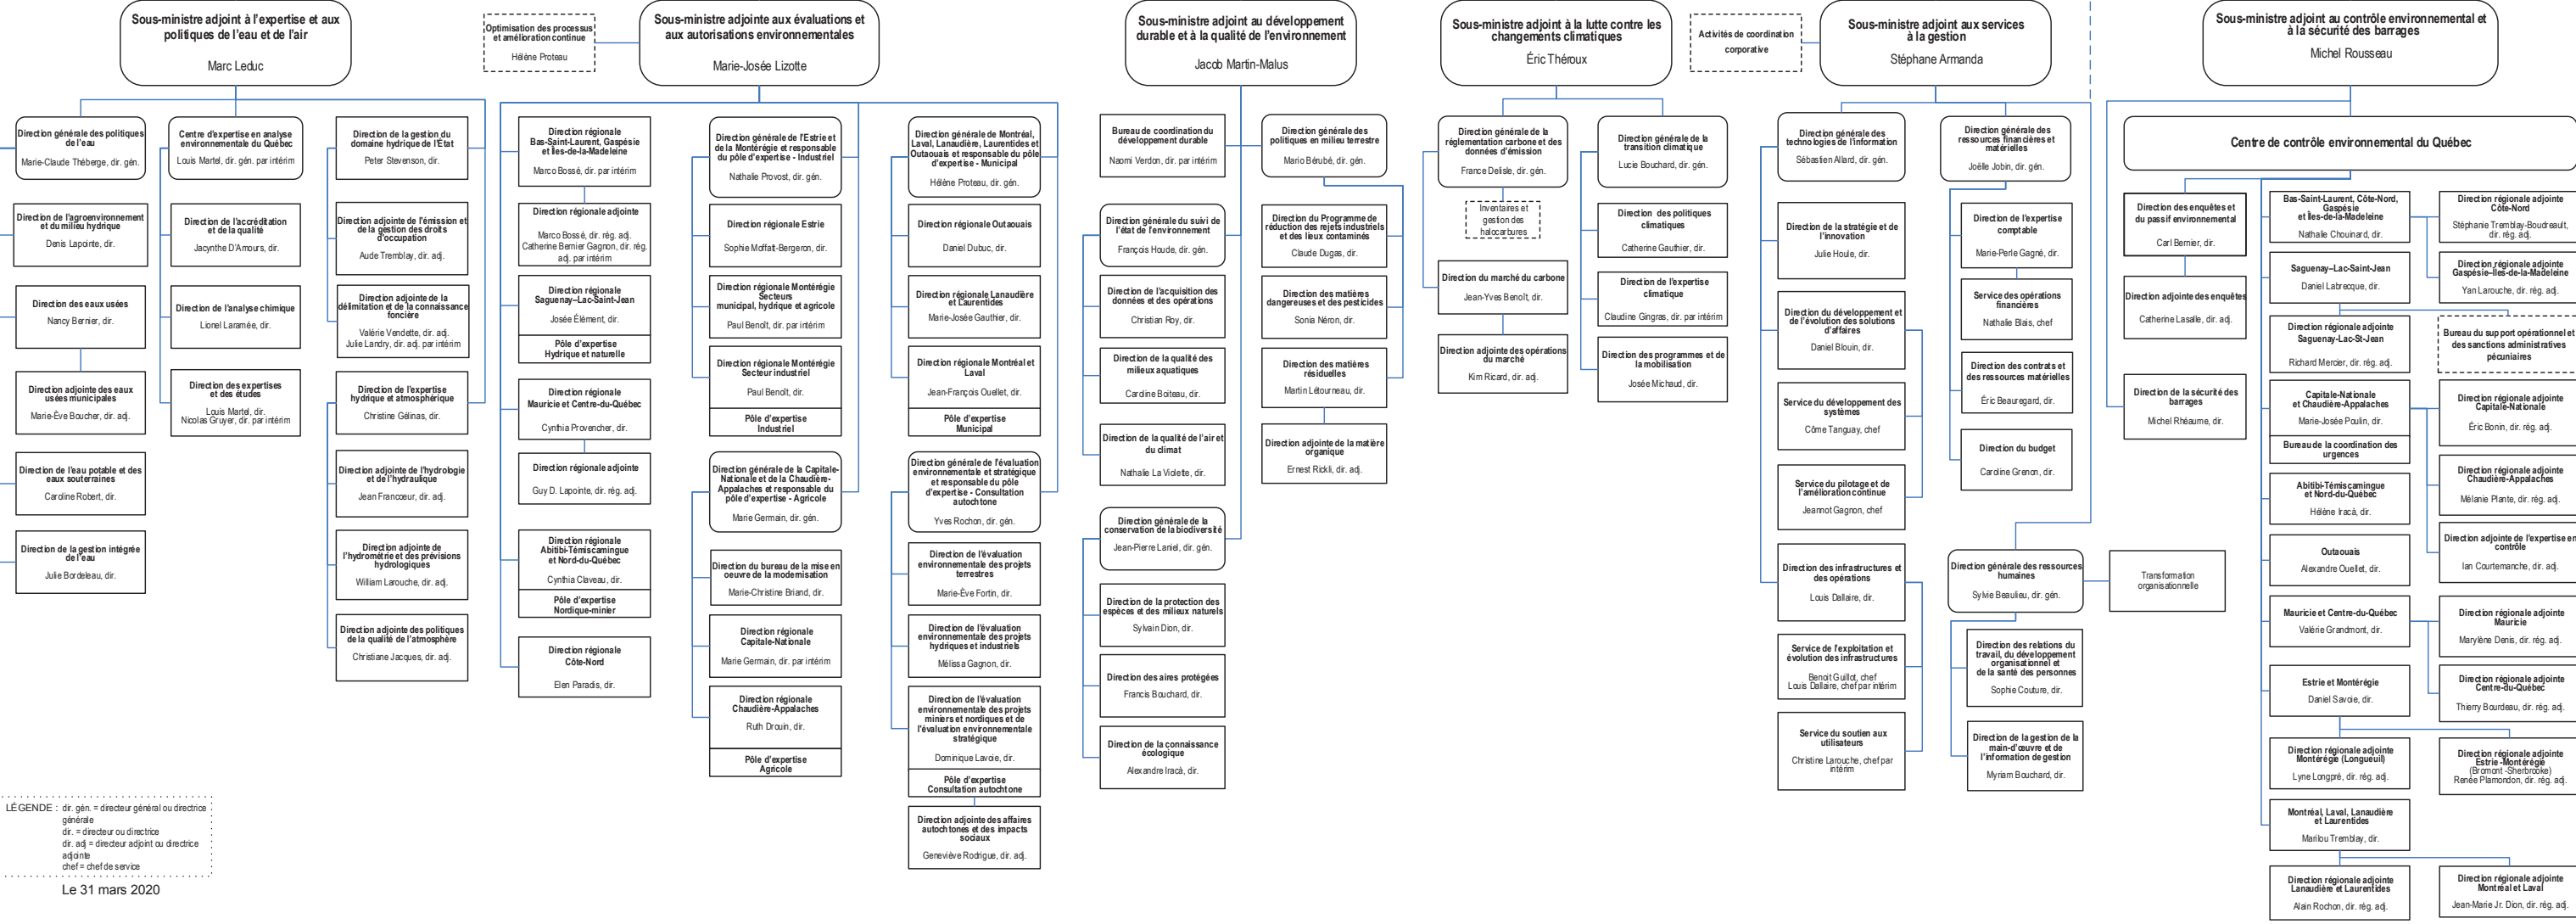 Sous-ministre adjoint à l’expertise et aux
politiques de l’eau et de l’air
Marc Leduc
Direction générale des politiques
de l’eau
Marie-Claude Théberge, dir. gén.
Direction de l’agroenvironnement
et du milieu hydrique
Denis Lapointe, dir.
Direction des eaux usées
Nancy Bernier, dir.
Direction adjointe des eaux
usées municipales
Marie-Ève Boucher, dir. adj.
Direction de l’eau potable et des
eaux souterraines
Caroline Robert, dir.
Direction de la gestion intégrée
de l’eau
Julie Bordeleau, dir.
Centre d’expertise en analyse
environnementale du Québec
Louis Martel, dir. gén. par intérim
Direction de l’accréditation
et de la qualité
Jacynthe D’Amours, dir.
Direction de l’analyse chimique
Lionel Laramée, dir.
Direction des expertises
et des études
Louis Martel, dir.
Nicolas Gruyer, dir. par intérim
Direction de la gestion du
domaine hydrique de l’État
Peter Stevenson, dir.
Direction adjointe de l’émission et
de la gestion des droits
d’occupation
Aude Tremblay, dir. adj.
Direction adjointe de la
délimitation et de la connaissance
foncière
Valérie Vendette, dir. adj.
Julie Landry, dir. adj. par intérim
Direction de l’expertise
hydrique et atmosphérique
Christine Gélinas, dir.
Direction adjointe de l’hydrologie
et de l’hydraulique
Jean Francoeur, dir. adj.
Direction adjointe de
l’hydrométrie et des prévisions
hydrologiques
William Larouche, dir. adj.
Direction adjointe des politiques
de la qualité de l’atmosphère
Christiane Jacques, dir. adj.
Optimisation des processus
et amélioration continue
Hélène Proteau
Sous-ministre adjointe aux évaluations et
aux autorisations environnementales
Marie-Josée Lizotte
Direction régionale
Bas-Saint-Laurent, Gaspésie
et Îles-de-la-Madeleine
Marco Bossé, dir. par intérim
Direction régionale adjointe
Marco Bossé, dir. rég. adj.
Catherine Bernier Gagnon, dir. rég.
adj. par intérim
Direction régionale
Saguenay–Lac-Saint-Jean
Josée Élément, dir.
Pôle d’expertise
Hydrique et naturelle
Direction régionale
Mauricie et Centre-du-Québec
Cynthia Provencher, dir.
Direction régionale adjointe
Guy D. Lapointe, dir. rég. adj.
Direction régionale
Abitibi-Témiscamingue
et Nord-du-Québec
Cynthia Claveau, dir.
Pôle d’expertise
Nordique-minier
Direction régionale
Côte-Nord
Elen Paradis, dir.
Direction générale de l’Estrie et
de la Montérégie et responsable
du pôle d’expertise - Industriel
Nathalie Provost, dir. gén.
Direction régionale Estrie
Sophie Moffatt-Bergeron, dir.
Direction régionale Montérégie
Secteurs
municipal, hydrique et agricole
Paul Benoît, dir. par intérim
Direction régionale Montérégie
Secteur industriel
Paul Benoît, dir.
Pôle d’expertise
Industriel
Direction générale de la Capitale-
Nationale et de la Chaudière-
Appalaches et responsable du
pôle d’expertise - Agricole
Marie Germain, dir. gén.
Direction du bureau de la mise en
oeuvre de la modernisation
Marie-Christine Briand, dir.
Direction régionale
Capitale-Nationale
Marie Germain, dir. par intérim
Direction régionale
Chaudière-Appalaches
Ruth Drouin, dir.
Pôle d’expertise
Agricole
Direction générale de Montréal,
Laval, Lanaudière, Laurentides et
Outaouais et responsable du pôle
d’expertise - Municipal
Hélène Proteau, dir. gén.
Direction régionale Outaouais
Daniel Dubuc, dir.
Direction régionale Lanaudière
et Laurentides
Marie-Josée Gauthier, dir.
Direction régionale Montréal et
Laval
Jean-François Ouellet, dir.
Pôle d’expertise
Municipal
Direction générale de l’évaluation
environnementale et stratégique
et responsable du pôle
d’expertise - Consultation
autochtone
Yves Rochon, dir. gén.
Direction de l’évaluation
environnementale des projets
terrestres
Marie-Ève Fortin, dir.
Direction de l’évaluation
environnementale des projets
hydriques et industriels
Mélissa Gagnon, dir.
Direction de l’évaluation
environnementale des projets
miniers et nordiques et de
l’évaluation environnementale
stratégique
Dominique Lavoie, dir.
Pôle d’expertise
Consultation autochtone
Direction adjointe des affaires
autochtones et des impacts
sociaux
Geneviève Rodrigue, dir. adj.
Sous-ministre adjoint au développement
durable et à la qualité de l’environnement
Jacob Martin-Malus
Bureau de coordination du
développement durable
Naomi Verdon, dir. par intérim
Direction générale du suivi de
l’état de l’environnement
François Houde, dir. gén.
Direction de l’acquisition des
données et des opérations
Christian Roy, dir.
Direction de la qualité des
milieux aquatiques
Caroline Boiteau, dir.
Direction de la qualité de l’air et
du climat
Nathalie La Violette, dir.
Direction générale de la
conservation de la biodiversité
Jean-Pierre Laniel, dir. gén.
Direction de la protection des
espèces et des milieux naturels
Sylvain Dion, dir.
Direction des aires protégées
Francis Bouchard, dir.
Direction de la connaissance
écologique
Alexandre Iracà, dir.
Direction générale des
politiques en milieu terrestre
Mario Bérubé, dir. gén.
Direction du Programme de
réduction des rejets industriels
et des lieux contaminés
Claude Dugas, dir.
Direction des matières
dangereuses et des pesticides
Sonia Néron, dir.
Direction des matières
résiduelles
Martin Létourneau, dir.
Direction adjointe de la matière
organique
Ernest Rickli, dir. adj.
Sous-ministre adjoint à la lutte contre les
changements climatiques
Éric Théroux
Direction générale de la
réglementation carbone et des
données d’émission
France Delisle, dir. gén.
Inventaires et
gestion des
halocarbures
Direction du marché du carbone
Jean-Yves Benoît, dir.
Direction adjointe des opérations
du marché
Kim Ricard, dir. adj.
Direction générale de la
transition climatique
Lucie Bouchard, dir. gén.
Direction des politiques
climatiques
Catherine Gauthier, dir.
Direction de l’expertise
climatique
Claudine Gingras, dir. par intérim
Direction des programmes et de
la mobilisation
Josée Michaud, dir.
Activités de coordination
corporative
Sous-ministre adjoint aux services
à la gestion
Stéphane Armanda
Direction générale des
technologies de l’information
Sébastien Allard, dir. gén.
Direction de la stratégie et de
l’innovation
Julie Houle, dir.
Direction du développement et
de l’évolution des solutions
d’affaires
Daniel Blouin, dir.
Service du développement des
systèmes
Côme Tanguay, chef
Service du pilotage et de
l’amélioration continue
Jeannot Gagnon, chef
Direction des infrastructures et
des opérations
Louis Dallaire, dir.
Service de l’exploitation et
évolution des infrastructures
Benoit Guillot, chef
Louis Dallaire, chef par intérim
Service du soutien aux
utilisateurs
Christine Larouche, chef par
intérim
Direction générale des
ressources financières et
matérielles
Joëlle Jobin, dir. gén.
Direction de l’expertise
comptable
Marie-Perle Gagné, dir.
Service des opérations
financières
Nathalie Blais, chef
Direction des contrats et
des ressources matérielles
Éric Beauregard, dir.
Direction du budget
Caroline Grenon, dir.
Direction générale des ressources
humaines
Sylvie Beaulieu, dir. gén.
Transformation
organisationnelle
Direction des relations du
travail, du développement
organisationnel et
de la santé des personnes
Sophie Couture, dir.
Direction de la gestion de la
main-d’œuvre et de
l’information de gestion
Myriam Bouchard, dir.
Sous-ministre adjoint au contrôle environnemental et
à la sécurité des barrages
Michel Rousseau
Centre de contrôle environnemental du Québec
Direction des enquêtes et
du passif environnemental
Carl Bernier, dir.
Direction adjointe des enquêtes
Catherine Lasalle, dir. adj.
Direction de la sécurité des
barrages
Michel Rhéaume, dir.
Bas-Saint-Laurent, Côte-Nord,
Gaspésie
et Îles-de-la-Madeleine
Nathalie Chouinard, dir.
Saguenay–Lac-Saint-Jean
Daniel Labrecque, dir.
Direction régionale adjointe
Saguenay-Lac-St-Jean
Richard Mercier, dir. rég. adj.
Capitale-Nationale
et Chaudière-Appalaches
Marie-Josée Poulin, dir.
Bureau de la coordination des
urgences
Abitibi-Témiscamingue
et Nord-du-Québec
Hélène Iracà, dir.
Outaouais
Alexandre Ouellet, dir.
Mauricie et Centre-du-Québec
Valérie Grandmont, dir.
Estrie et Montérégie
Daniel Savoie, dir.
Direction régionale adjointe
Montérégie (Longueuil)
Lyne Longpré, dir. rég. adj.
Montréal, Laval, Lanaudière
et Laurentides
Marilou Tremblay, dir.
Direction régionale adjointe
Lanaudière et Laurentides
Alain Rochon, dir. rég. adj.
Direction régionale adjointe
Côte-Nord
Stéphanie Tremblay-Boudreault,
dir. rég. adj.
Direction régionale adjointe
Gaspésie–Îles-de-la-Madeleine
Yan Larouche, dir. rég. adj.
Bureau du support opérationnel et
des sanctions administratives
pécuniaires
Direction régionale adjointe
Capitale-Nationale
Éric Bonin, dir. rég. adj.
Direction régionale adjointe
Chaudière-Appalaches
Mélanie Plante, dir. rég. adj.
Direction adjointe de l’expertise en
contrôle
Ian Courtemanche, dir. adj.
Direction régionale adjointe
Mauricie
Marylène Denis, dir. rég. adj.
Direction régionale adjointe
Centre-du-Québec
Thierry Bourdeau, dir. rég. adj.
Direction régionale adjointe
Estrie -Montérégie
(Bromont -Sherbrooke)
Renée Plamondon, dir. rég. adj.
Direction régionale adjointe
Montréal et Laval
Jean-Marie Jr. Dion, dir. rég. adj.
LÉGENDE : dir. gén. = directeur général ou directrice
générale
dir. = directeur ou directrice
dir. adj = directeur adjoint ou directrice
adjointe
chef = chef de service
Le 31 mars 2020